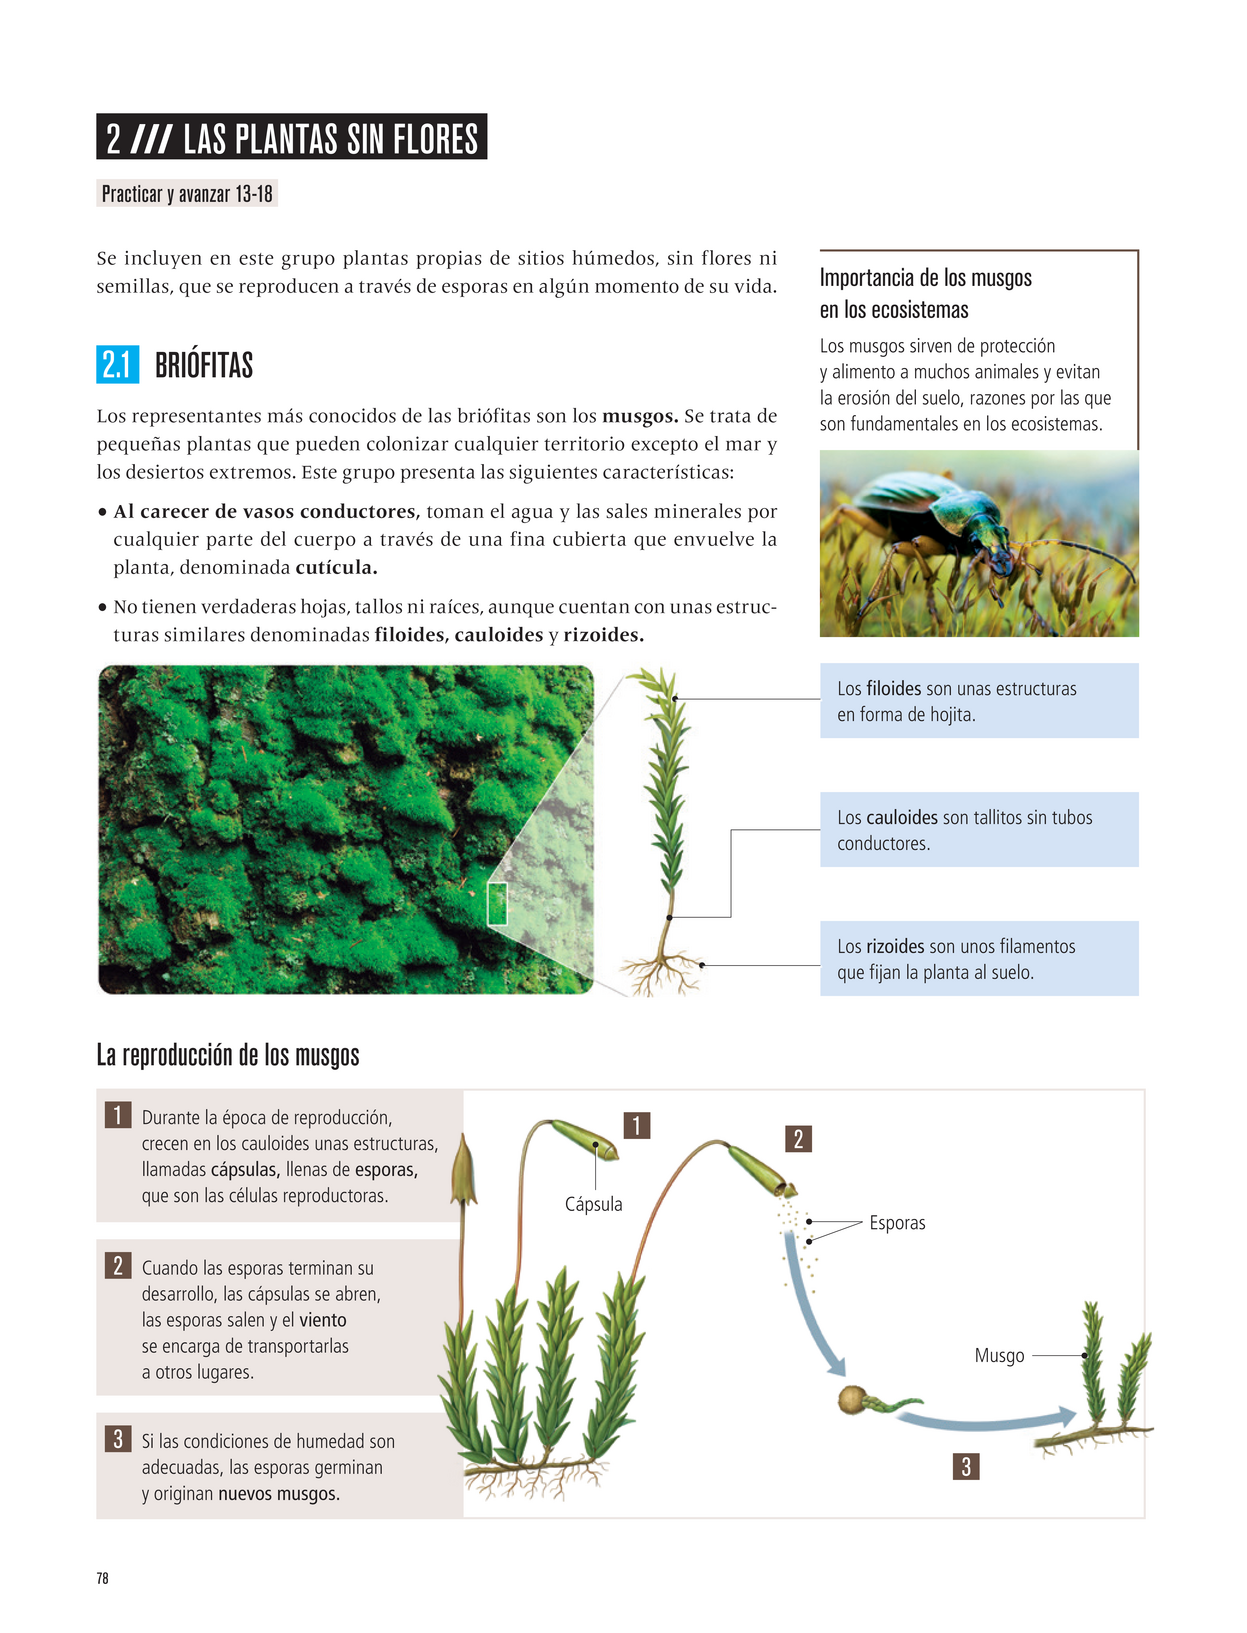 2 /// LAS PLANTAS SIN FLORES
Practicar y avanzar 13-18
Se incluyen en este grupo plantas propias de sitios húmedos, sin flores ni
semillas, que se reproducen a través de esporas en algún momento de su vida.
2.1 BRIÓFITAS
Los representantes más conocidos de las briófitas son los musgos. Se trata de
pequeñas plantas que pueden colonizar cualquier territorio excepto el mar y
los desiertos extremos. Este grupo presenta las siguientes características:
• Al carecer de vasos conductores, toman el agua y las sales minerales por
cualquier parte del cuerpo a través de una fina cubierta que envuelve la
planta, denominada cutícula.
• No tienen verdaderas hojas, tallos ni raíces, aunque cuentan con unas estruc-
turas similares denominadas filoides, cauloides y rizoides.
Importancia de los musgos
en los ecosistemas
Los musgos sirven de protección
y alimento a muchos animales y evitan
la erosión del suelo, razones por las que
son fundamentales en los ecosistemas.
Los filoides son unas estructuras
en forma de hojita.
Los cauloides son tallitos sin tubos
conductores.
Los rizoides son unos filamentos
que fijan la planta al suelo.
La reproducción de los musgos
1 Durante la época de reproducción,
crecen en los cauloides unas estructuras,
llamadas cápsulas, llenas de esporas,
que son las células reproductoras.
2 Cuando las esporas terminan su
desarrollo, las cápsulas se abren,
las esporas salen y el viento
se encarga de transportarlas
a otros lugares.
3 Si las condiciones de humedad son
adecuadas, las esporas germinan
y originan nuevos musgos.
1
Cápsula
2
Esporas
Musgo
3
78